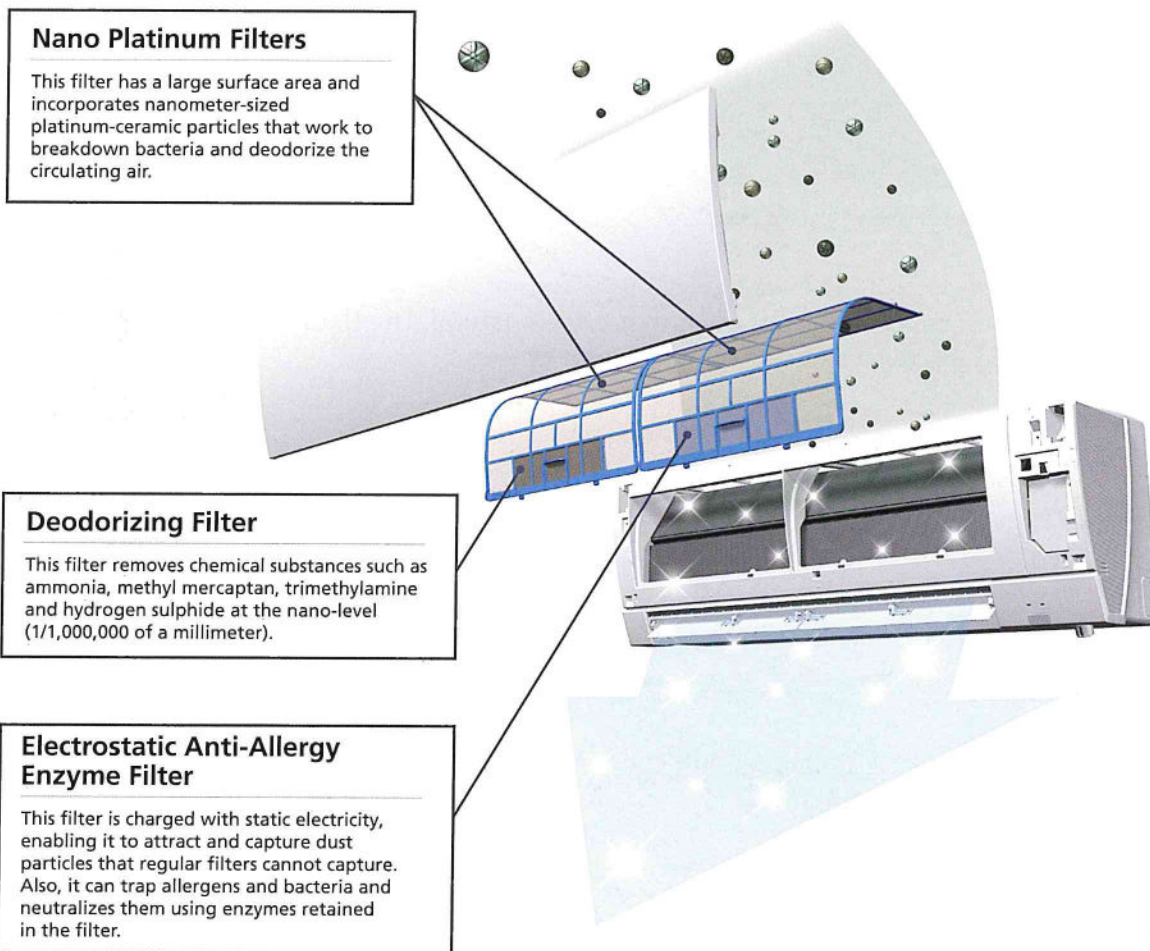 Nano Platinum Filters
This filter has a large surface area and
incorporates nanometer-sized
platinum-ceramic particles that work to
breakdown bacteria and deodorize the
circulating air.
Deodorizing Filter
This filter removes chemical substances such as
ammonia, methyl mercaptan, trimethylamine
and hydrogen sulphide at the nano-level
(1/1,000,000 of a millimeter).
Electrostatic Anti-Allergy
Enzyme Filter
This filter is charged with static electricity,
enabling it to attract and capture dust
particles that regular filters cannot capture.
Also, it can trap allergens and bacteria and
neutralizes them using enzymes retained
in the filter.